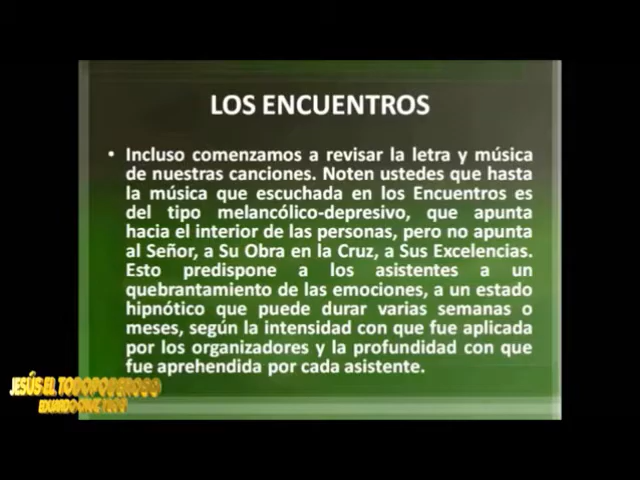 LOS ENCUENTROS
• Incluso comenzamos a revisar la letra y música
de nuestras canciones. Noten ustedes que hasta
la música que escuchada en los Encuentros es
del tipo melancólico-depresivo, que apunta
hacia el interior de las personas, pero no apunta
al Señor, a Su Obra en la Cruz, a Sus Excelencias.
Esto predispone a los asistentes a un
quebrantamiento de las emociones, a un estado
hipnótico que puede durar varias semanas o
meses, según la intensidad con que fue aplicada
por los organizadores y la profundidad con que
fue aprehendida por cada asistente.
JESÚS EL TODOPODEROSO